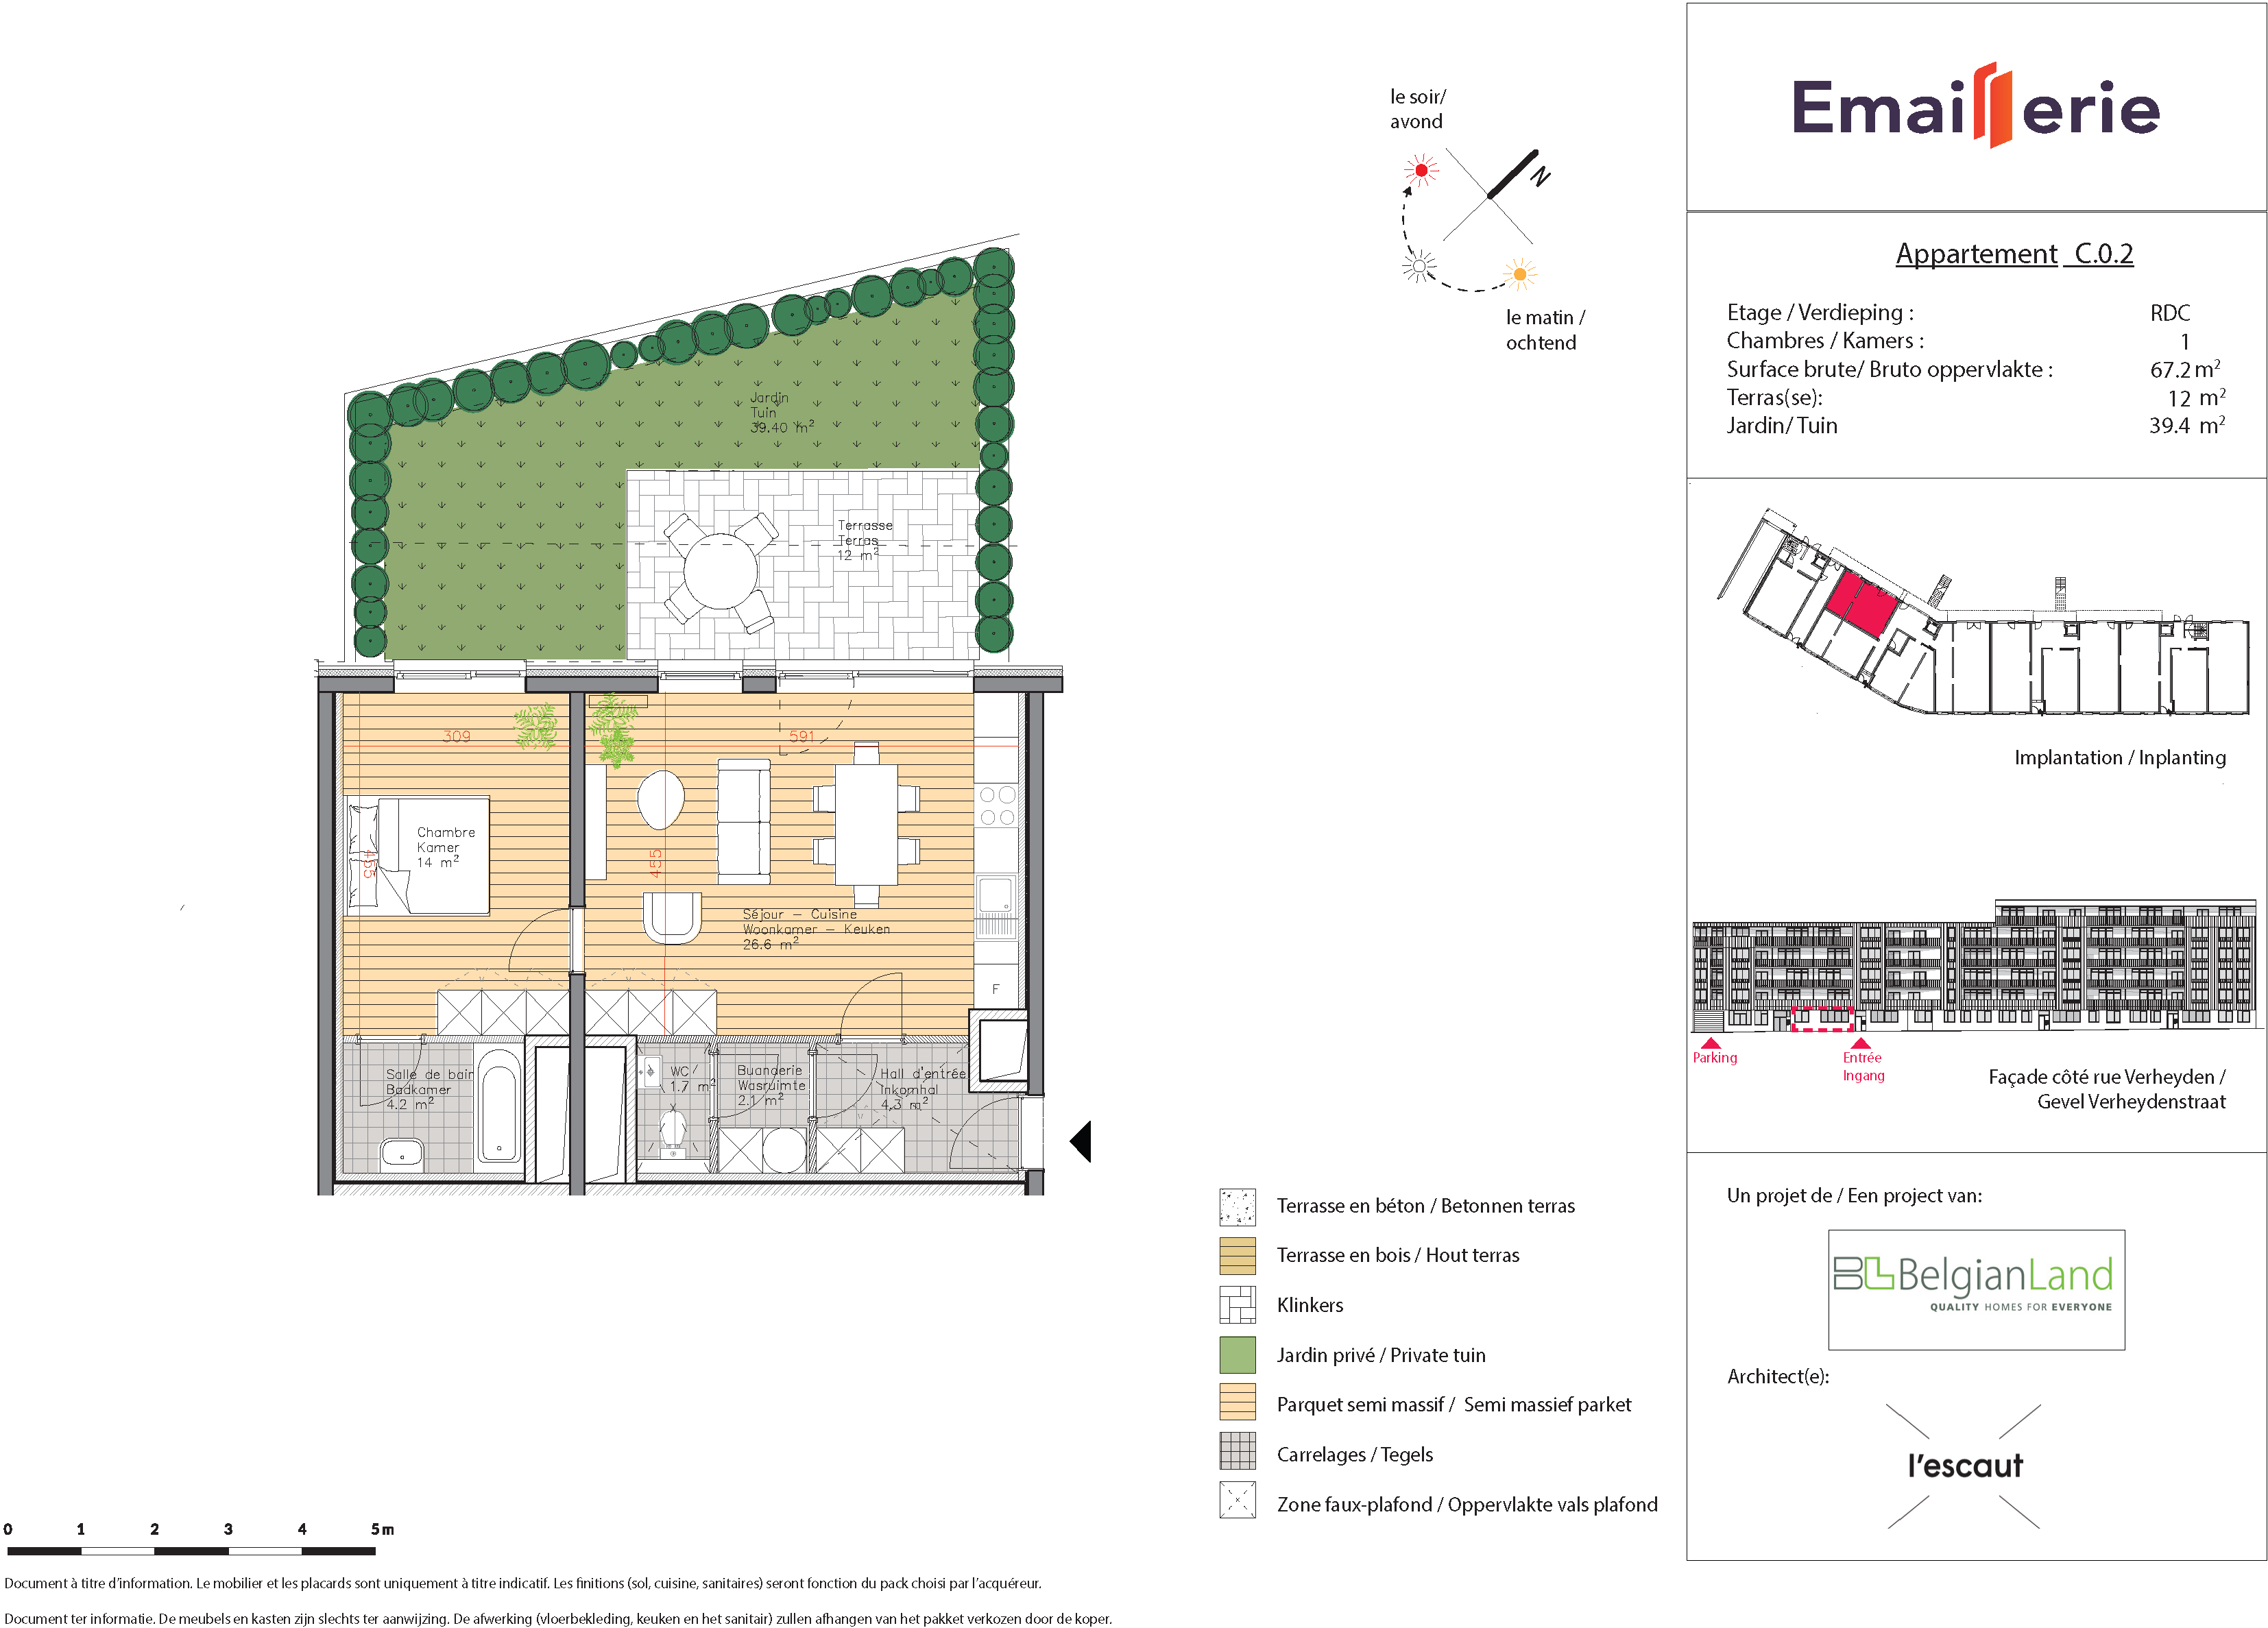 le soir/
avond
N
le matin /
ochtend
Jardin
Tuin
39.40 m²
Terrasse
Terras
12 m²
309
591
Chambre
Kamer
14 m²
455
455
Séjour – Cuisine
Woonkamer – Keuken
26.6 m²
F
Salle de bain
Badkamer
4.2 m²
WC/
1.7 m²
Buanderie
Wasruimte
2.1 m²
Hall d'entrée
Inkomhal
4.3 m²
Terrasse en béton / Betonnen terras
Terrasse en bois / Hout terras
Klinkers
Jardin privé / Private tuin
Parquet semi massif / Semi massief parket
Carrelages / Tegels
Zone faux-plafond / Oppervlakte vals plafond
0 1 2 3 4 5m
Document à titre d'information. Le mobilier et les placards sont uniquement à titre indicatif. Les finitions (sol, cuisine, sanitaires) seront fonction du pack choisi par l'acquéreur.
Document ter informatie. De meubels en kasten zijn slechts ter aanwijzing. De afwerking (vloerbekleding, keuken en het sanitair) zullen afhangen van het pakket verkozen door de koper.
Emaillerie
Appartement C.0.2
Etage / Verdieping : RDC
Chambres / Kamers : 1
Surface brute/ Bruto oppervlakte : 67.2 m²
Terras(se): 12 m²
Jardin/ Tuin 39.4 m²
Implantation / Inplanting
Parking
Entrée
Ingang
Façade côté rue Verheyden /
Gevel Verheydenstraat
Un projet de / Een project van:
BL BelgianLand
QUALITY HOMES FOR EVERYONE
Architect(e):
l'escaut